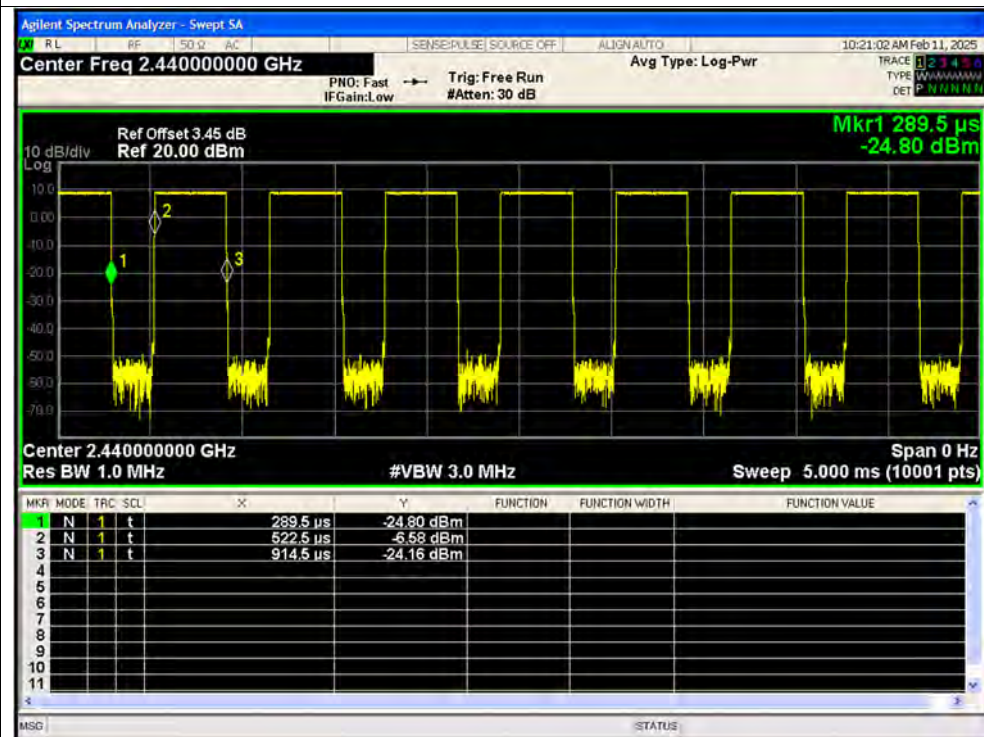 Agilent Spectrum Analyzer - Swept SA
RL RF 50 Ω AC SENSE:PULSE SOURCE OFF ALIGN AUTO 10:21:02 AM Feb 11, 2025
Center Freq 2.440000000 GHz
Avg Type: Log-Pwr
TRACE 1 2 3 4 5 6
TYPE
DET P N N N N N
PNO: Fast
IFGain:Low
Trig: Free Run
#Atten: 30 dB
Mkr1 289.5 µs
-24.80 dBm
Ref Offset 3.45 dB
10 dB/div Ref 20.00 dBm
Log
10.0
0.00
-10.0
-20.0
-30.0
-40.0
-50.0
-60.0
-70.0
1
2
3
Center 2.440000000 GHz Span 0 Hz
Res BW 1.0 MHz #VBW 3.0 MHz Sweep 5.000 ms (10001 pts)
MKR MODE TRC SCL X Y FUNCTION FUNCTION WIDTH FUNCTION VALUE
1 N 1 t 289.5 µs -24.80 dBm
2 N 1 t 522.5 µs -6.58 dBm
3 N 1 t 914.5 µs -24.16 dBm
4
5
6
7
8
9
10
11
MSG STATUS